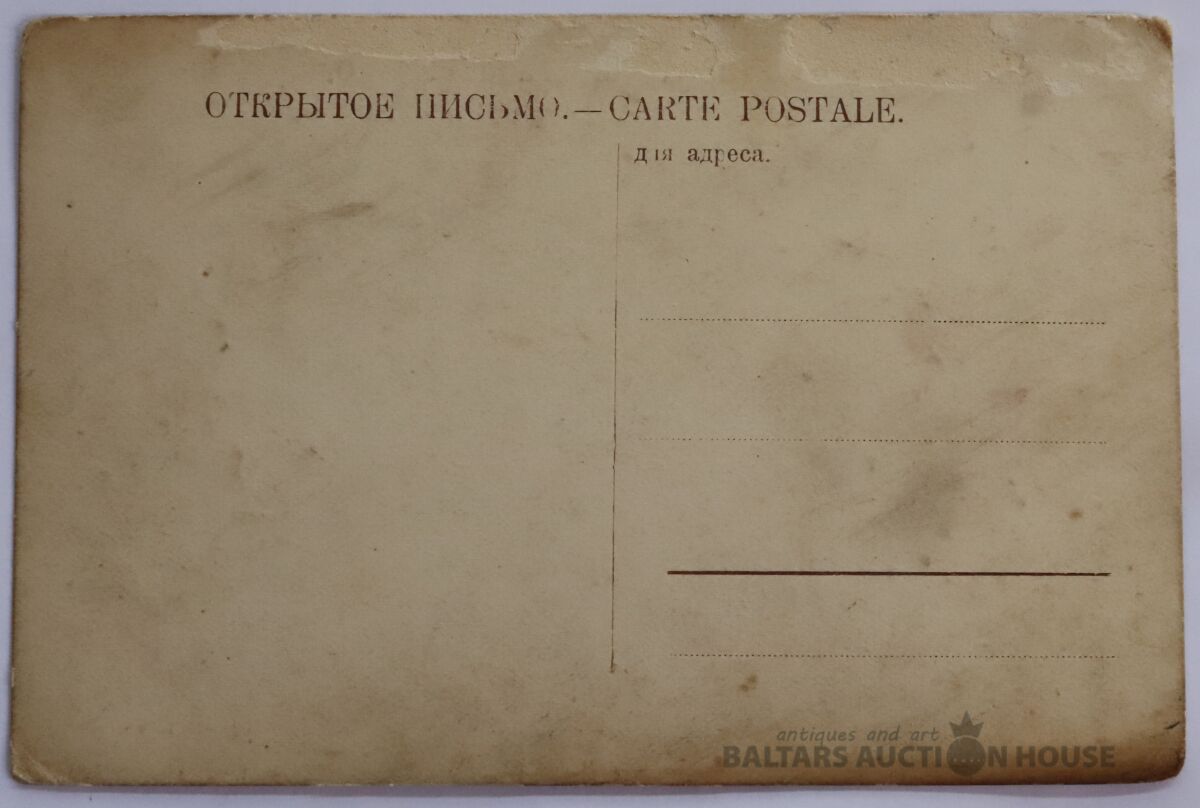 ОТКРЫТОЕ ПИСЬМО.—CARTE POSTALE.
для адреса.
antiques and art
BALTARS AUCTION HOUSE